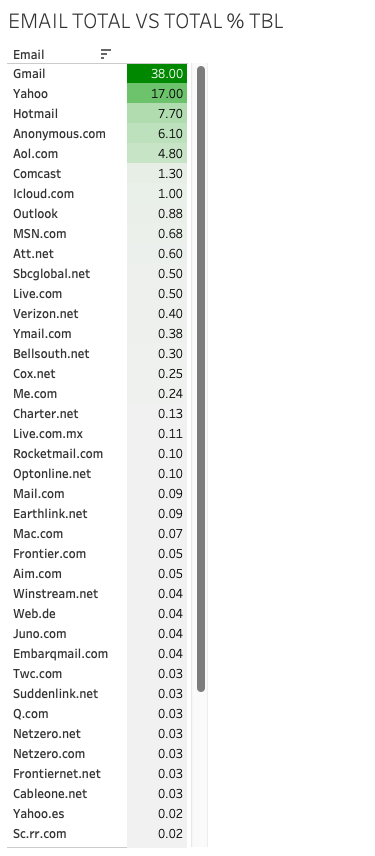 EMAIL TOTAL VS TOTAL % TBL
Email
Gmail 38.00
Yahoo 17.00
Hotmail 7.70
Anonymous.com 6.10
Aol.com 4.80
Comcast 1.30
Icloud.com 1.00
Outlook 0.88
MSN.com 0.68
Att.net 0.60
Sbcglobal.net 0.50
Live.com 0.50
Verizon.net 0.40
Ymail.com 0.38
Bellsouth.net 0.30
Cox.net 0.25
Me.com 0.24
Charter.net 0.13
Live.com.mx 0.11
Rocketmail.com 0.10
Optonline.net 0.10
Mail.com 0.09
Earthlink.net 0.09
Mac.com 0.07
Frontier.com 0.05
Aim.com 0.05
Winstream.net 0.04
Web.de 0.04
Juno.com 0.04
Embarqmail.com 0.04
Twc.com 0.03
Suddenlink.net 0.03
Q.com 0.03
Netzero.net 0.03
Netzero.com 0.03
Frontiernet.net 0.03
Cableone.net 0.03
Yahoo.es 0.02
Sc.rr.com 0.02